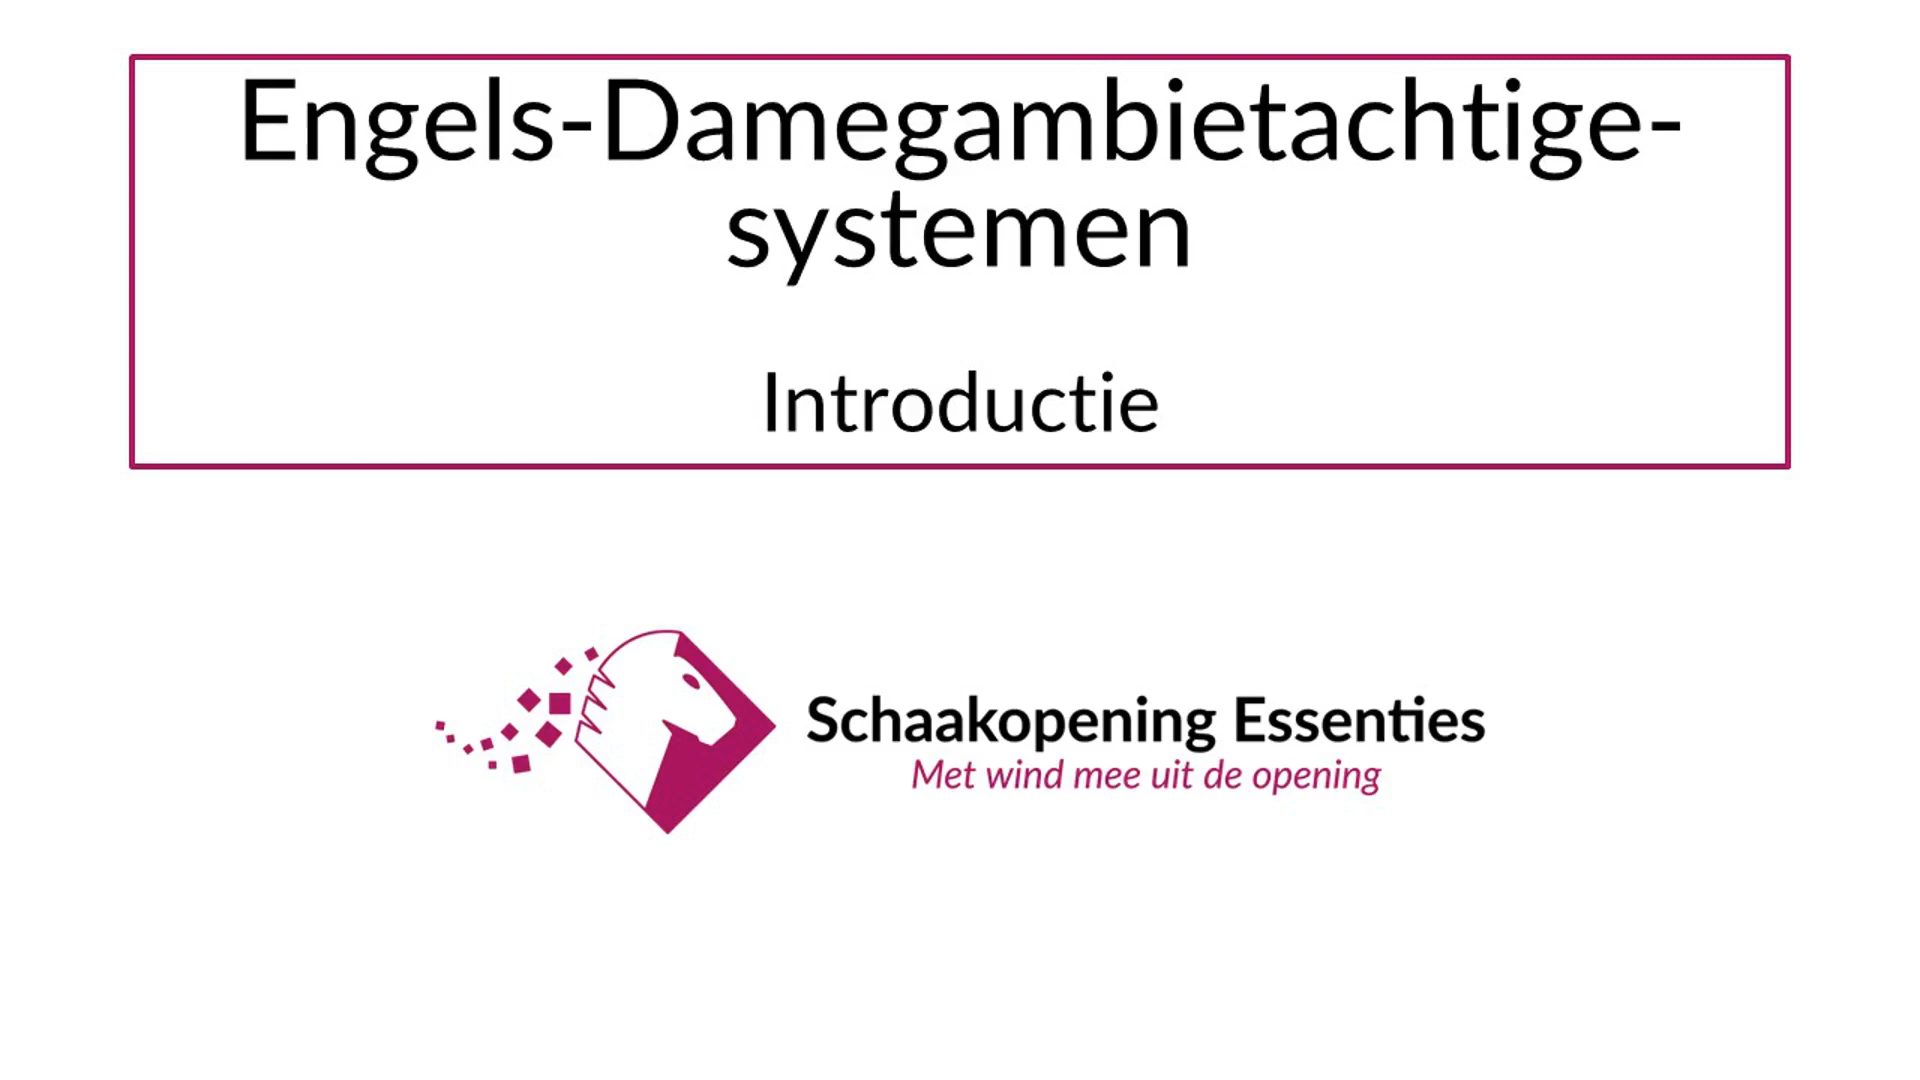 Engels-Damegambietachtige-
systemen
Introductie
Schaakopening Essenties
Met wind mee uit de opening